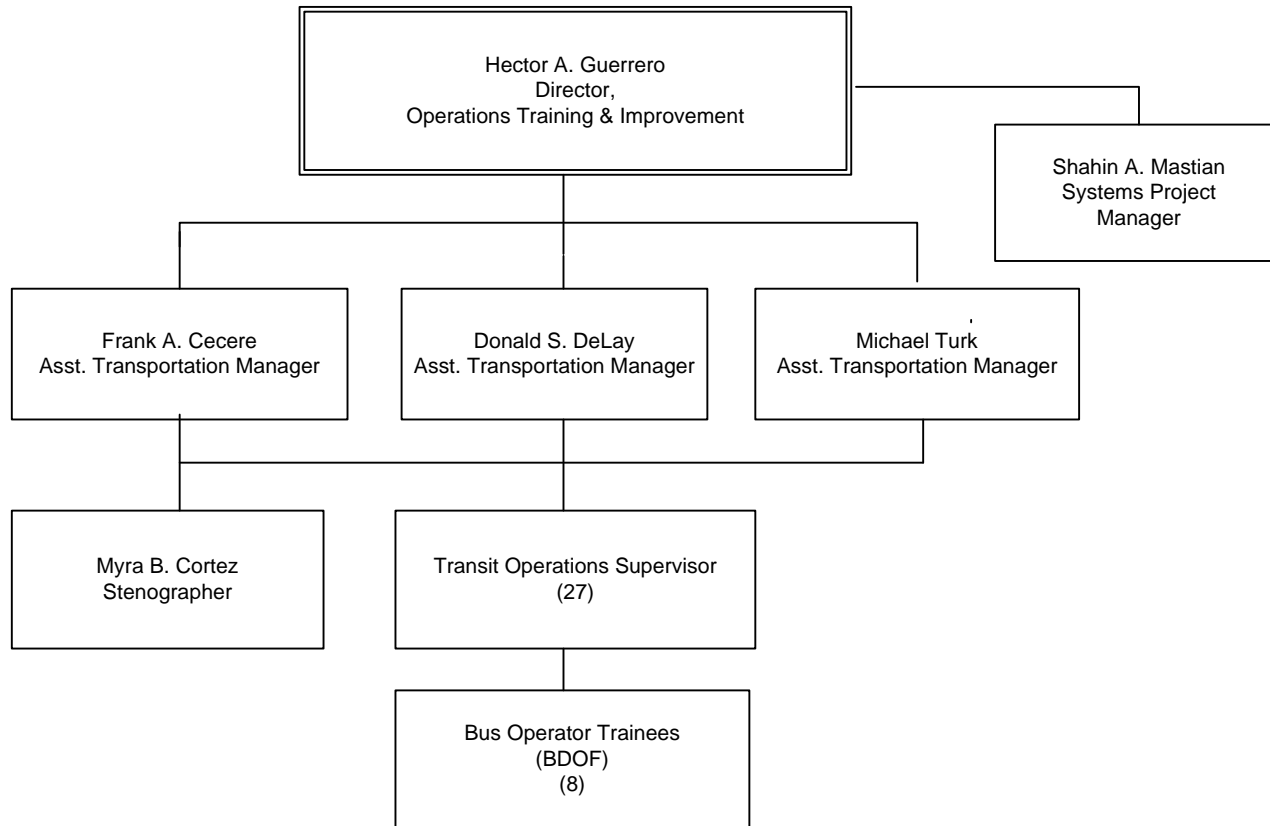 Hector A. Guerrero
Director,
Operations Training & Improvement
Shahin A. Mastian
Systems Project
Manager
Frank A. Cecere
Asst. Transportation Manager
Donald S. DeLay
Asst. Transportation Manager
Michael Turk
Asst. Transportation Manager
Myra B. Cortez
Stenographer
Transit Operations Supervisor
(27)
Bus Operator Trainees
(BDOF)
(8)